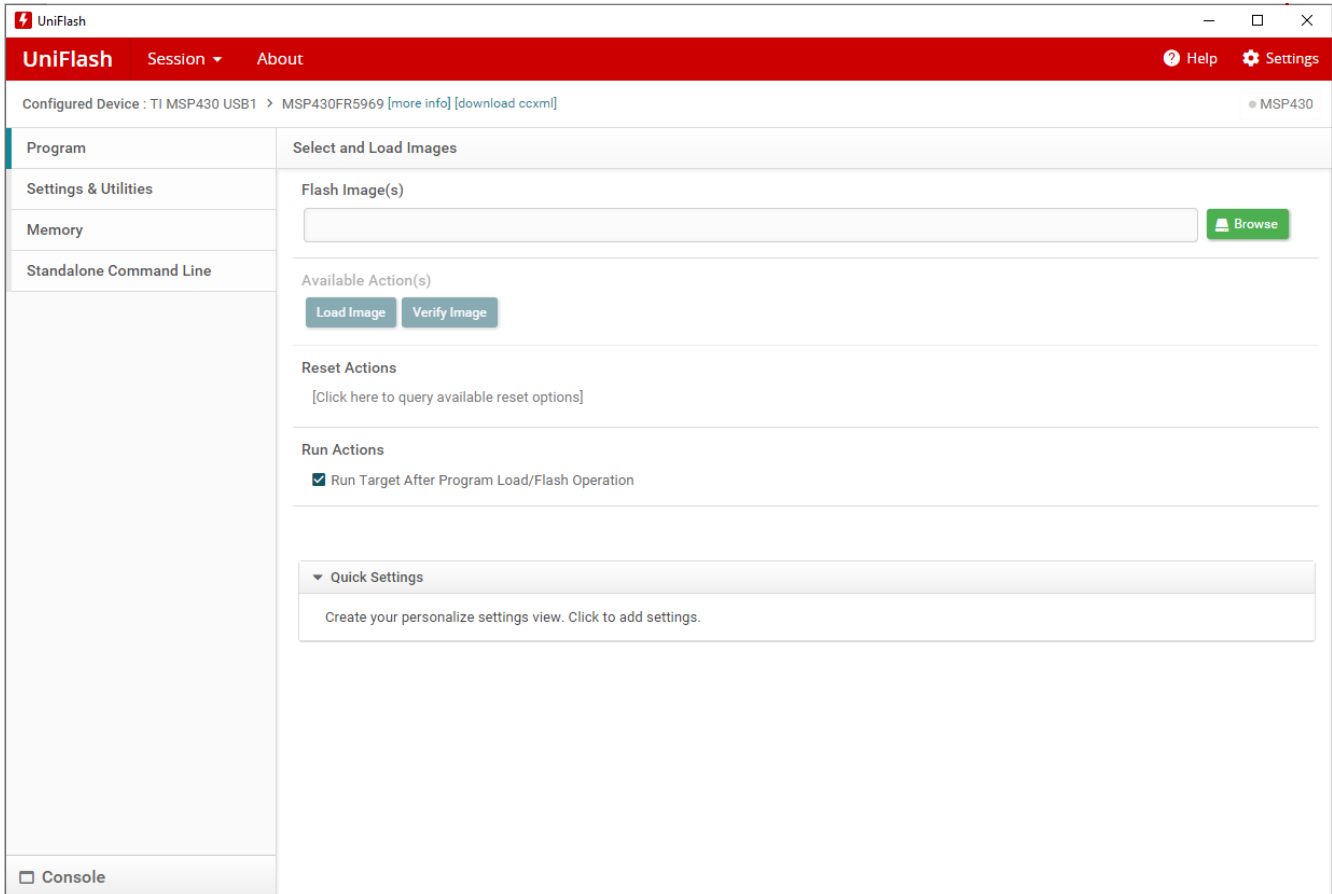 UniFlash
UniFlash Session About Help Settings
Configured Device : TI MSP430 USB1 > MSP430FR5969 [more info] [download ccxml] MSP430
Program
Settings & Utilities
Memory
Standalone Command Line
Select and Load Images
Flash Image(s)
Browse
Available Action(s)
Load Image Verify Image
Reset Actions
[Click here to query available reset options]
Run Actions
Run Target After Program Load/Flash Operation
Quick Settings
Create your personalize settings view. Click to add settings.
Console